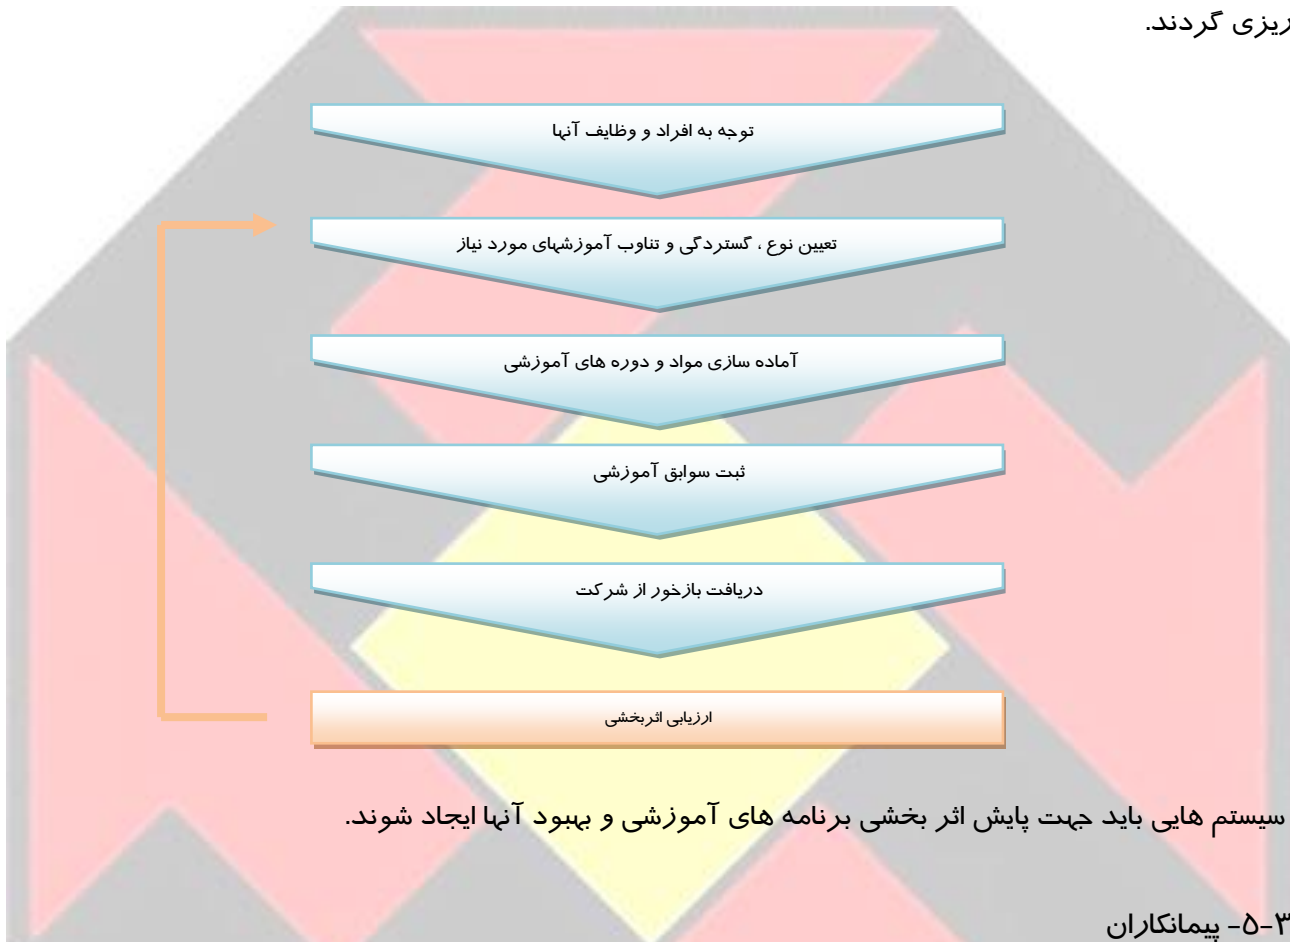 ریزی گردند.
توجه به افراد و وظایف آنها
تعیین نوع ، گستردگی و تناوب آموزشهای مورد نیاز
آماده سازی مواد و دوره های آموزشی
ثبت سوابق آموزشی
دریافت بازخور از شرکت
ارزیابی اثربخشی
سیستم هایی باید جهت پایش اثر بخشی برنامه های آموزشی و بهبود آنها ایجاد شوند.
۳-۵- پیمانکاران